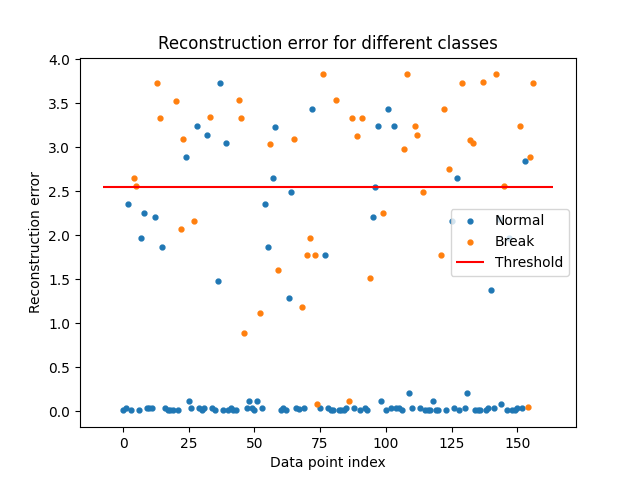 Reconstruction error for different classes
Reconstruction error
4.0
3.5
3.0
2.5
2.0
1.5
1.0
0.5
0.0
Normal
Break
Threshold
0
25
50
75
100
125
150
Data point index